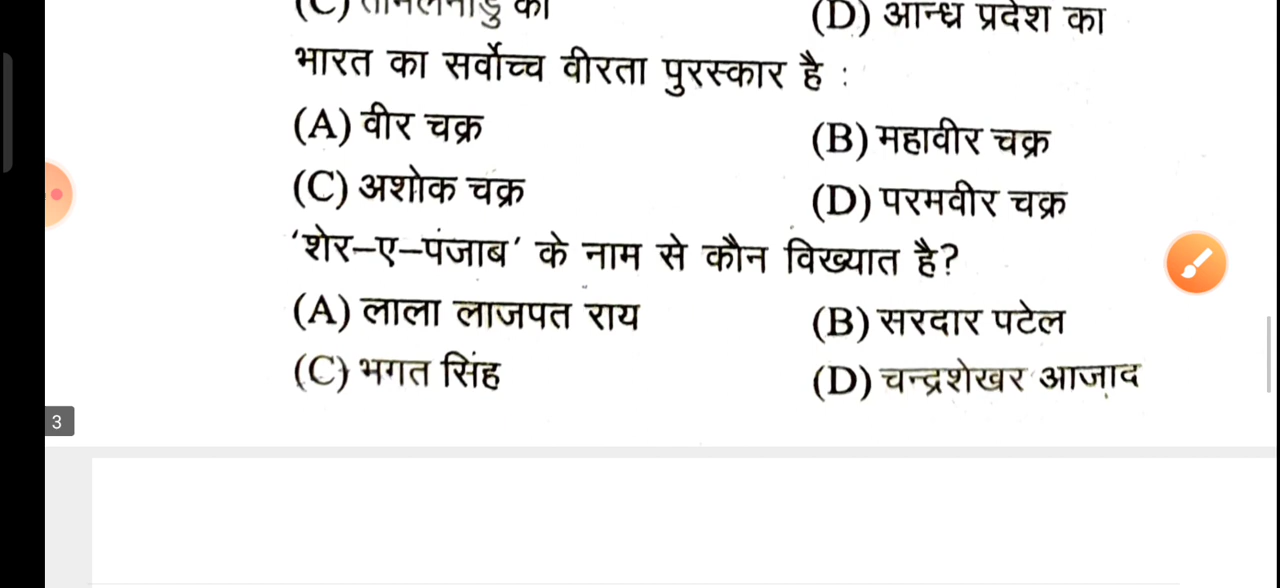 (C) तामिलनाडु का (D) आन्ध्र प्रदेश का
भारत का सर्वोच्च वीरता पुरस्कार है :
(A) वीर चक्र (B) महावीर चक्र
(C) अशोक चक्र (D) परमवीर चक्र
‘शेर–ए–पंजाब’ के नाम से कौन विख्यात है?
(A) लाला लाजपत राय (B) सरदार पटेल
(C) भगत सिंह (D) चन्द्रशेखर आज़ाद
3